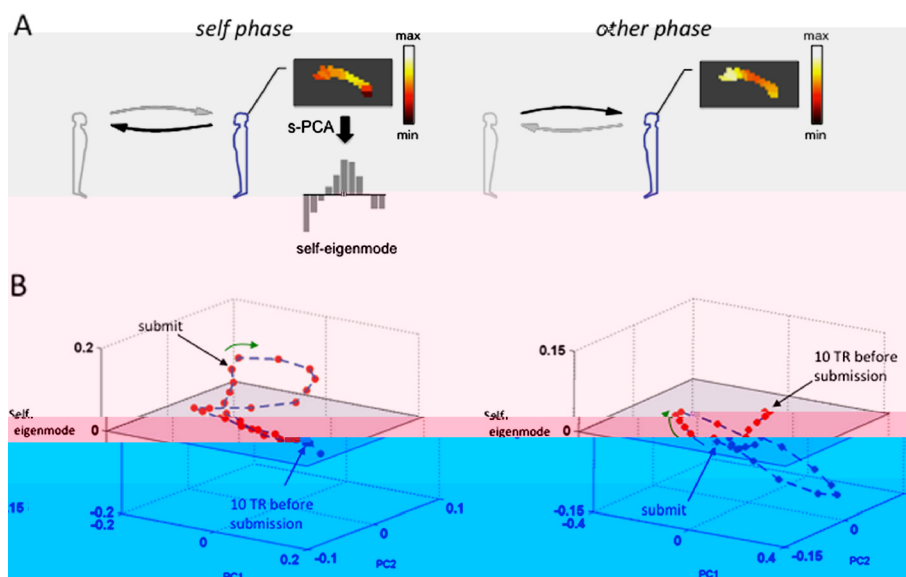 A
self phase
other phase
max
max
s-PCA
min
min
self-eigenmode
B
submit
0.2
Self.
eigenmode
0
10 TR before
submission
-0.2
-0.2
0
0.2
-0.1
0
0.1
PC2
0.15
10 TR before
submission
Self.
eigenmode
0
submit
-0.15
-0.4
0
0.4
-0.15
0
PC1
PC2